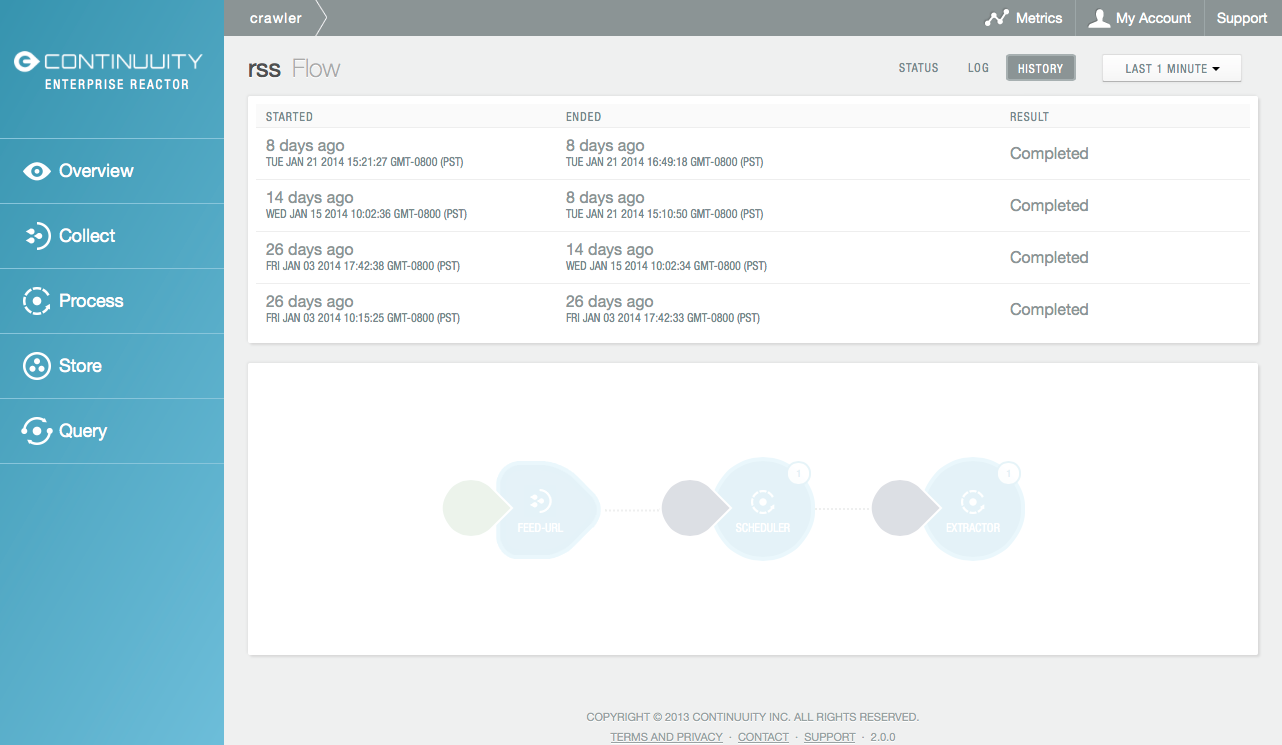 crawler
Metrics
My Account
Support
CONTINUUITY
ENTERPRISE REACTOR
Overview
Collect
Process
Store
Query
rss Flow
STATUS
LOG
HISTORY
LAST 1 MINUTE
STARTED ENDED RESULT
8 days ago 8 days ago Completed
TUE JAN 21 2014 15:21:27 GMT-0800 (PST) TUE JAN 21 2014 16:49:18 GMT-0800 (PST)
14 days ago 8 days ago Completed
WED JAN 15 2014 10:02:36 GMT-0800 (PST) TUE JAN 21 2014 15:10:50 GMT-0800 (PST)
26 days ago 14 days ago Completed
FRI JAN 03 2014 17:42:38 GMT-0800 (PST) WED JAN 15 2014 10:02:34 GMT-0800 (PST)
26 days ago 26 days ago Completed
FRI JAN 03 2014 10:15:25 GMT-0800 (PST) FRI JAN 03 2014 17:42:33 GMT-0800 (PST)
FEED-URL
1
SCHEDULER
1
EXTRACTOR
COPYRIGHT © 2013 CONTINUUITY INC. ALL RIGHTS RESERVED.
TERMS AND PRIVACY · CONTACT · SUPPORT · 2.0.0